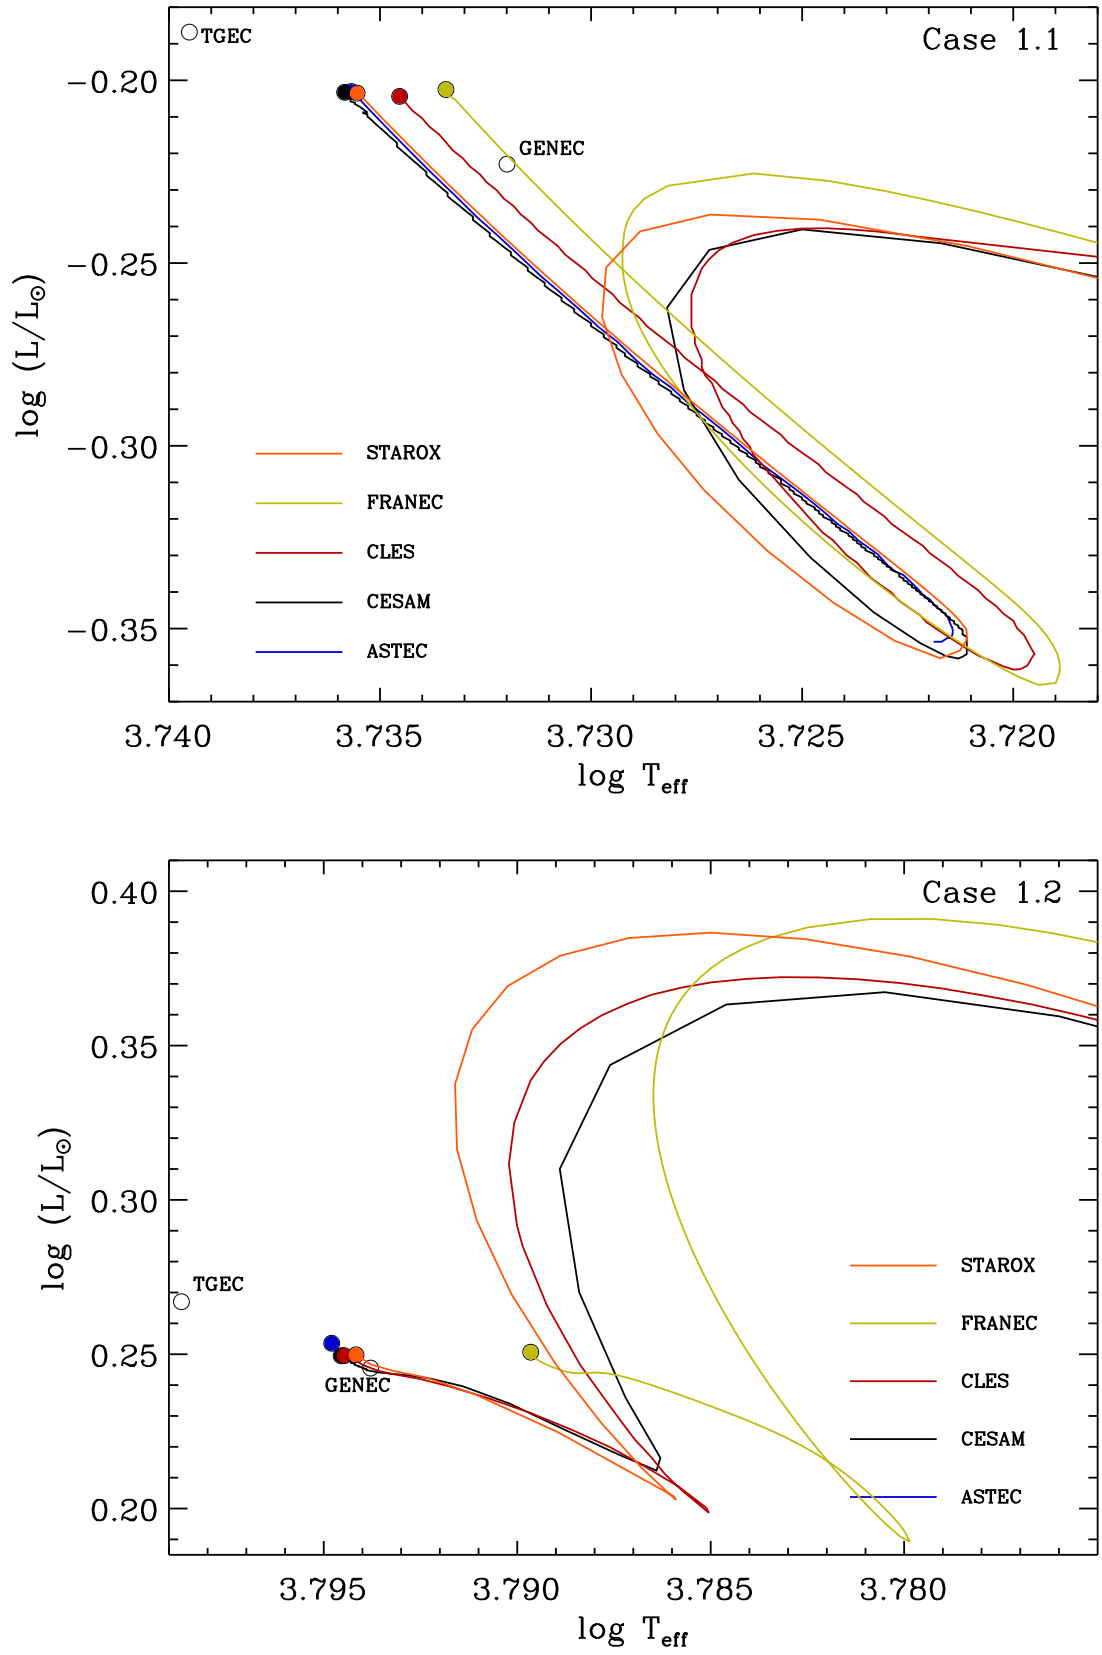 Case 1.1
TGEC
−0.20
GENEC
−0.25
log (L/L⊙)
−0.30
STAROX
FRANEC
CLES
CESAM
−0.35
ASTEC
3.740 3.735 3.730 3.725 3.720
log Teff
0.40
Case 1.2
0.35
log (L/L⊙)
0.30
TGEC
STAROX
FRANEC
0.25
GENEC
CLES
CESAM
0.20
ASTEC
3.795 3.790 3.785 3.780
log Teff